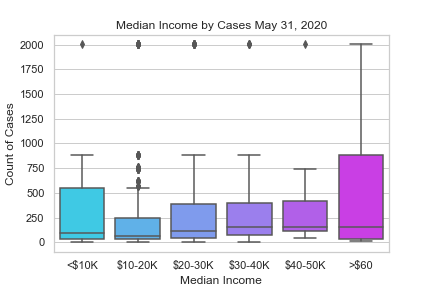 Median Income by Cases May 31, 2020
2000
1750
1500
1250
1000
750
500
250
0
Count of Cases
<$10K $10-20K $20-30K $30-40K $40-50K >$60
Median Income